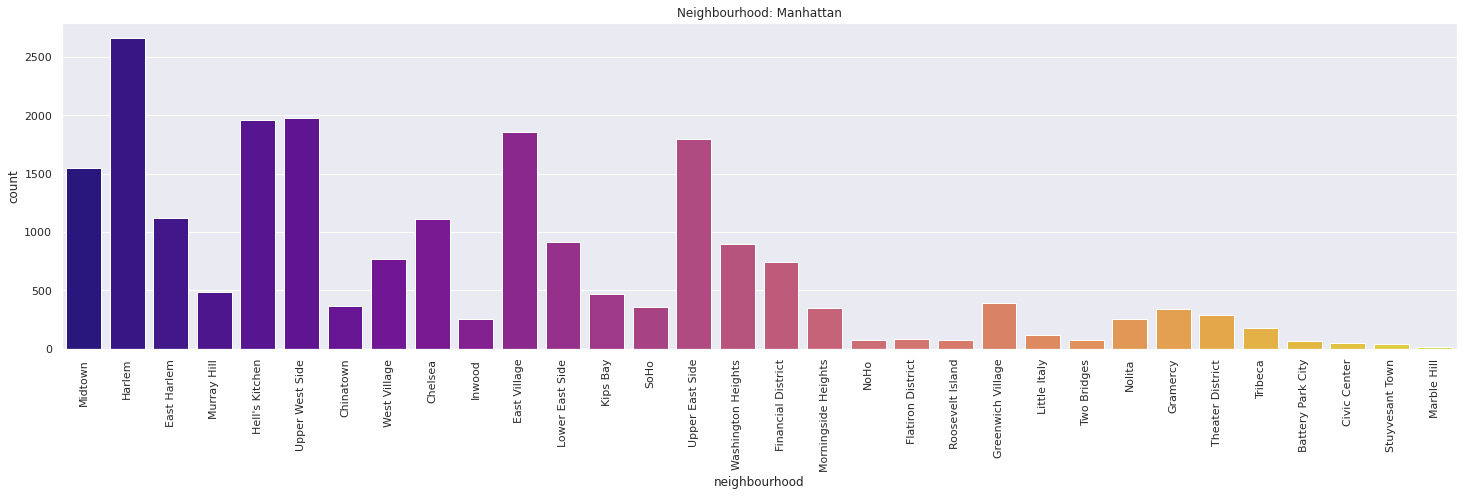 Neighbourhood: Manhattan
2500
2000
1500
1000
500
0
count
Midtown
Harlem
East Harlem
Murray Hill
Hell's Kitchen
Upper West Side
Chinatown
West Village
Chelsea
Inwood
East Village
Lower East Side
Kips Bay
SoHo
Upper East Side
Washington Heights
Financial District
Morningside Heights
NoHo
Flatiron District
Roosevelt Island
Greenwich Village
Little Italy
Two Bridges
Nolita
Gramercy
Theater District
Tribeca
Battery Park City
Civic Center
Stuyvesant Town
Marble Hill
neighbourhood